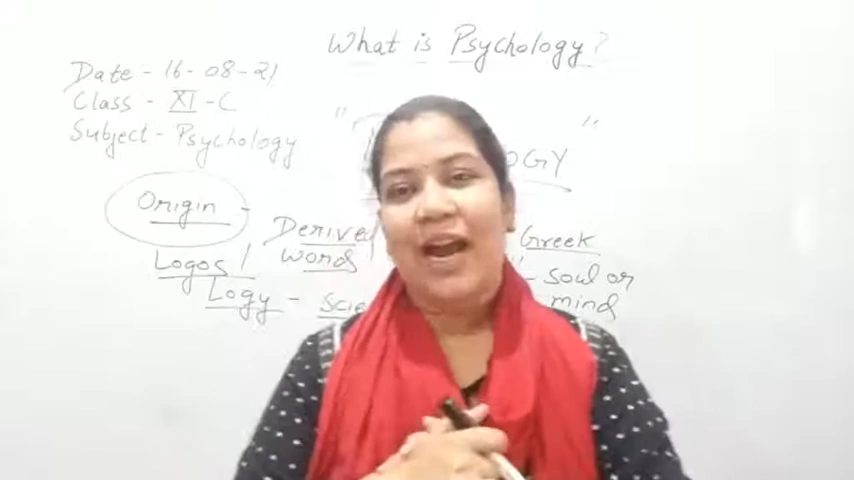 What is Psychology?
Date - 16-08-21
Class - XI - C
Subject - Psychology
" OGY "
Origin - Derived Greek
word - soul or
Logos / mind
Logy -